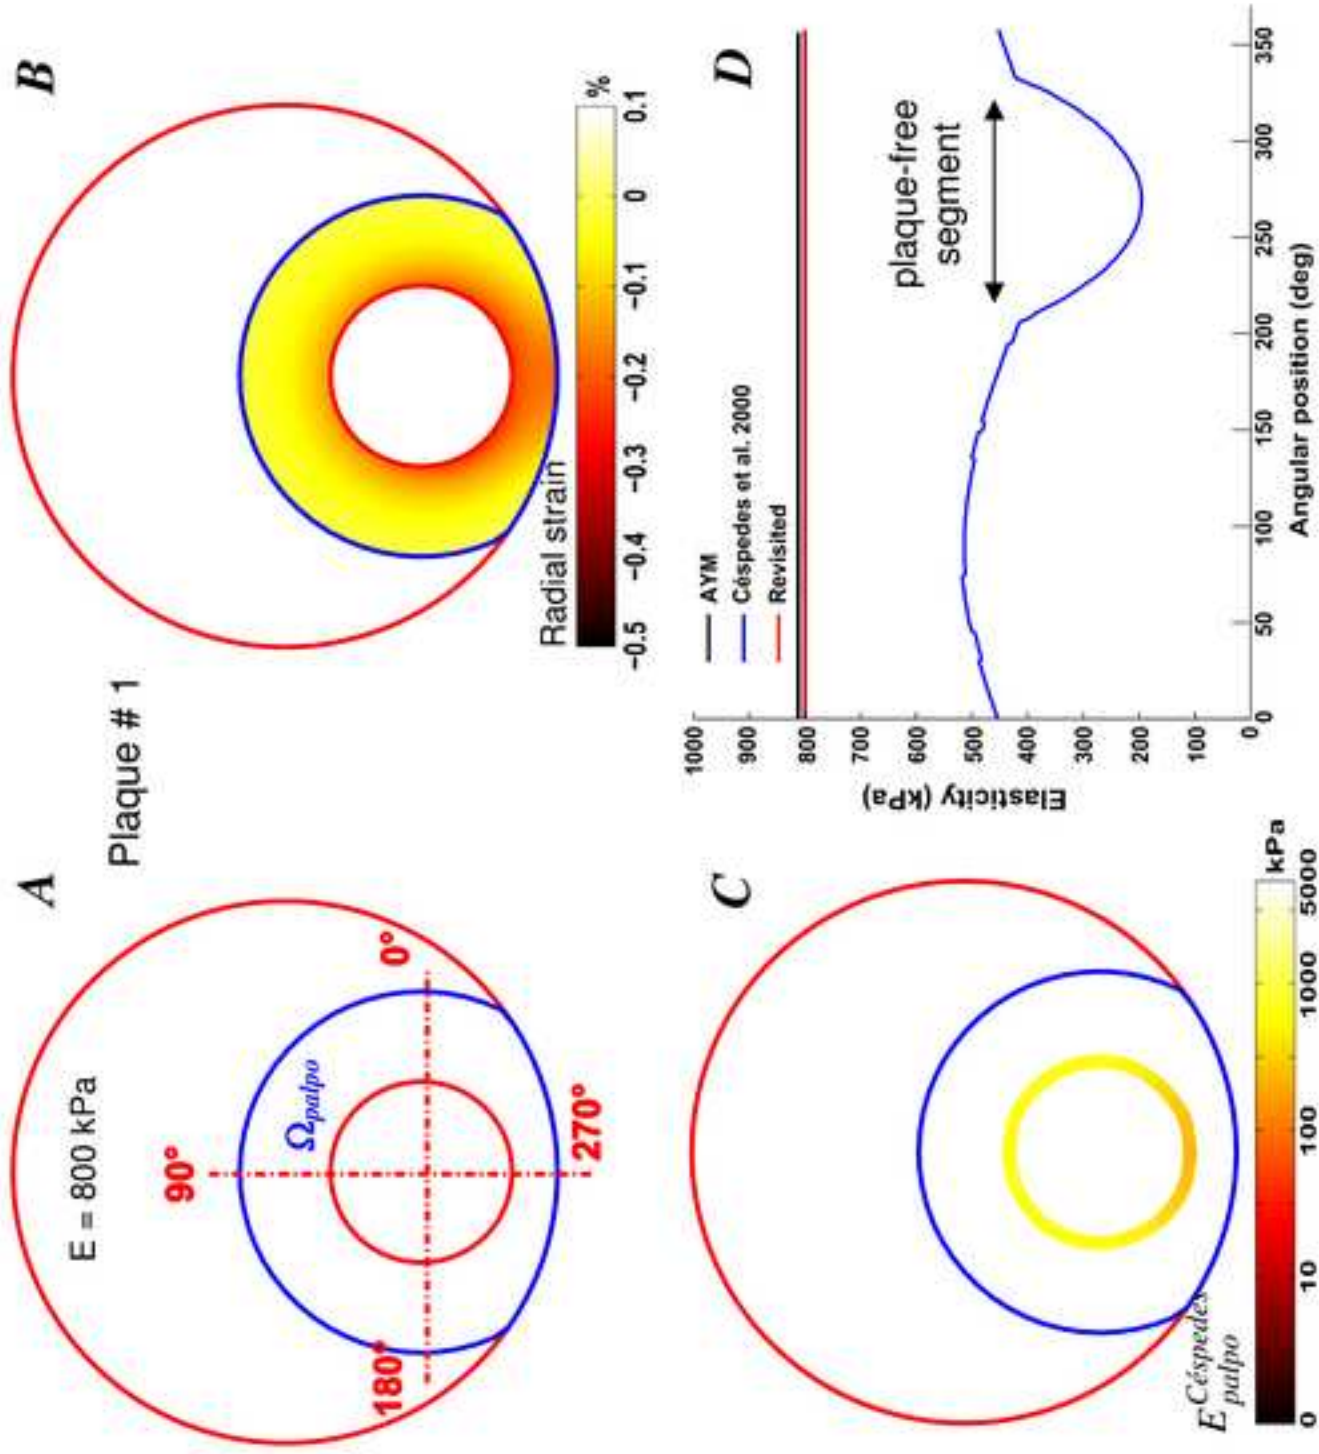 Plaque # 1
A
E = 800 kPa
90°
Ωpalpo
0°
180°
270°
B
Radial strain
%
−0.5 −0.4 −0.3 −0.2 −0.1 0 0.1
C
E Céspedes palpo
kPa
0 10 100 1000 5000
D
AYM
Céspedes et al. 2000
Revisited
plaque-free
segment
Elasticity (kPa)
1000
900
800
700
600
500
400
300
200
100
0
0 50 100 150 200 250 300 350
Angular position (deg)